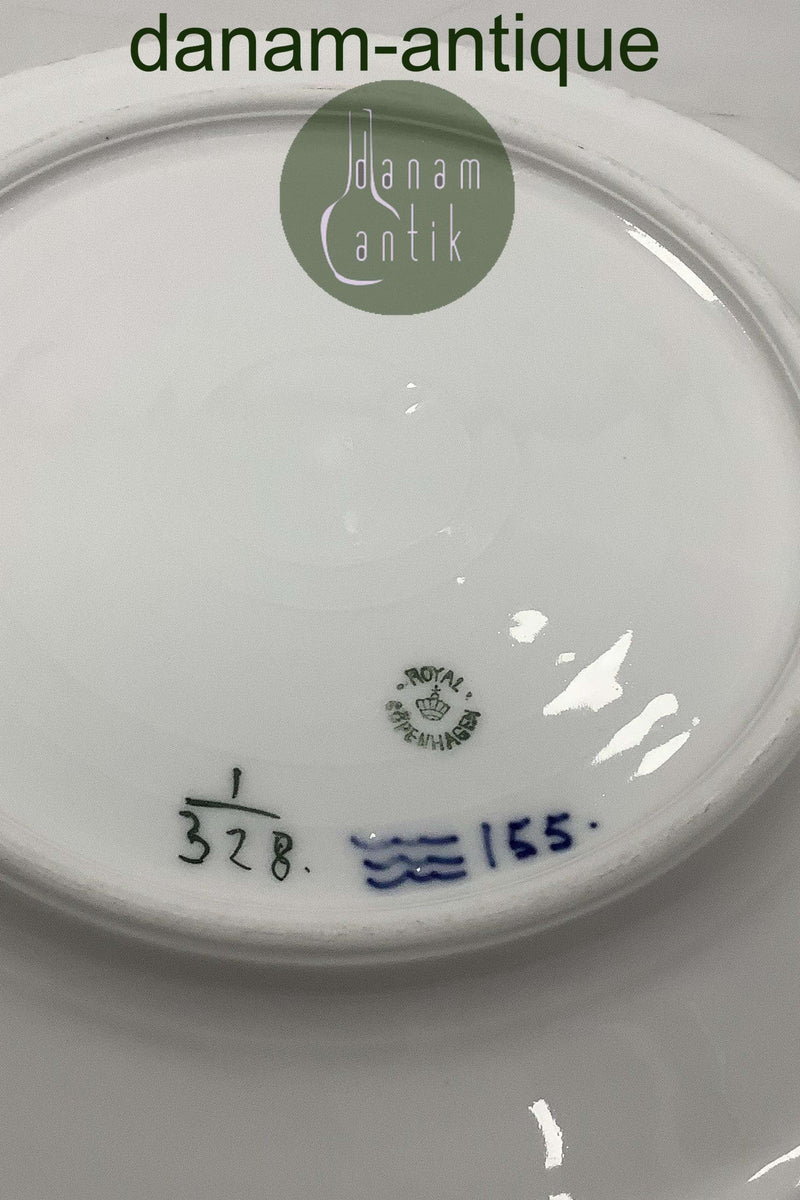 danam-antique
danam
antik
ROYAL
COPENHAGEN
1
328.
155.